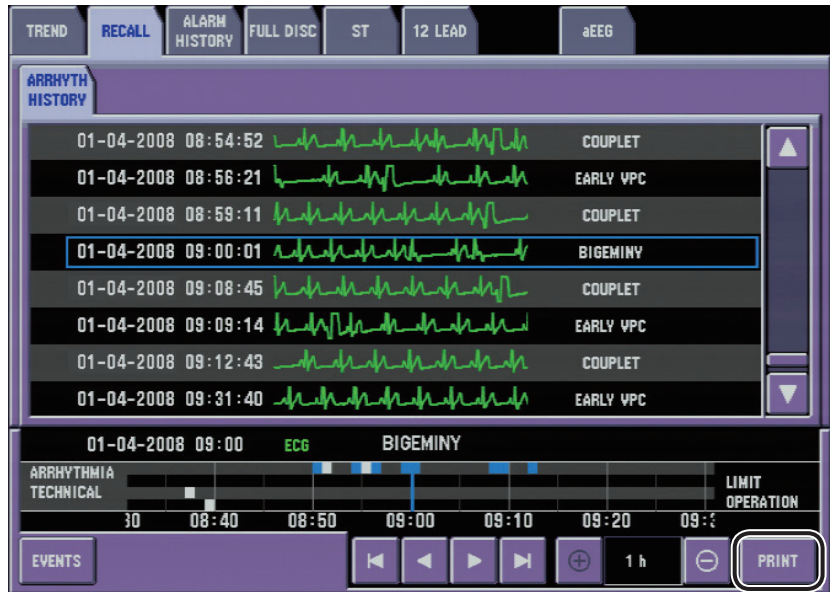 TREND RECALL ALARM HISTORY FULL DISC ST 12 LEAD aEEG
ARRHYTH HISTORY
01-04-2008 08:54:52 COUPLET
01-04-2008 08:56:21 EARLY VPC
01-04-2008 08:59:11 COUPLET
01-04-2008 09:00:01 BIGEMINY
01-04-2008 09:08:45 COUPLET
01-04-2008 09:09:14 EARLY VPC
01-04-2008 09:12:43 COUPLET
01-04-2008 09:31:40 EARLY VPC
01-04-2008 09:00 ECG BIGEMINY
ARRHYTHMIA
TECHNICAL
LIMIT
OPERATION
30 08:40 08:50 09:00 09:10 09:20 09:3
EVENTS 1 h PRINT